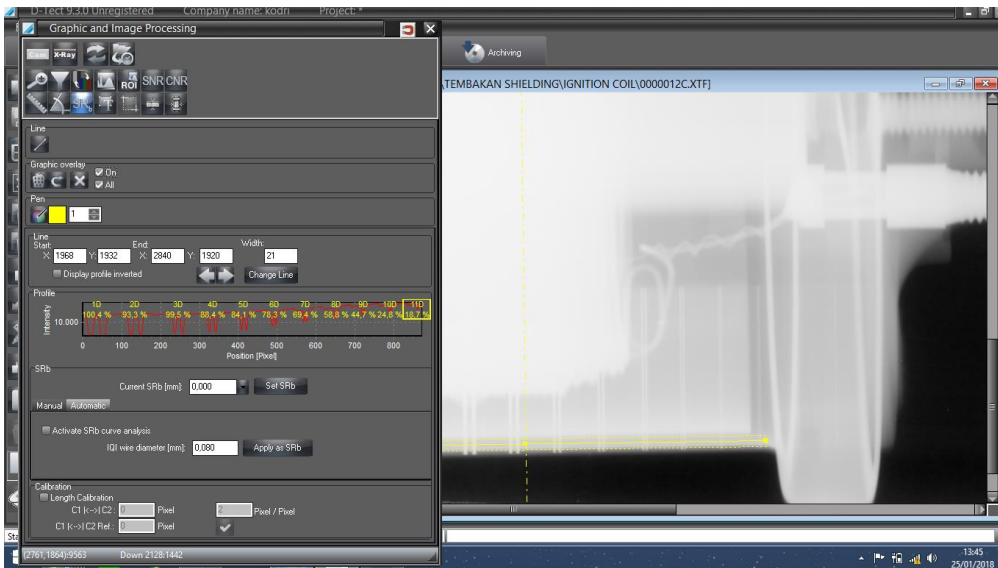 D-Tect 9.3.0 Unregistered Company name: kodri Project: *
Graphic and Image Processing
Cam X-Ray
ROI SNR CNR
SRb
Archiving
\TEMBAKAN SHIELDING\IGNITION COIL\0000012C.XTF]
Line
Graphic overlay
On
All
Pen
1
Line
Start: End: Width:
X: 1968 Y: 1932 X: 2840 Y: 1920 21
Display profile inverted Change Line
Profile
1D 2D 3D 4D 5D 6D 7D 8D 9D 10D 11D
100,4 % 93,3 % 99,5 % 88,4 % 84,1 % 78,3 % 69,4 % 58,8 % 44,7 % 24,8 % 18,7 %
Intensity
10.000
0 100 200 300 400 500 600 700 800
Position [Pixel]
SRb
Current SRb [mm]: 0,000 Set SRb
Manual Automatic
Activate SRb curve analysis
IQI wire diameter [mm]: 0,080 Apply as SRb
Calibration
Length Calibration
C1 |<-->| C2 : 0 Pixel 2 Pixel / Pixel
C1 |<-->| C2 Ref.: 0 Pixel
(2761,1864):9563 Down 2128:1442
13:45
25/01/2018